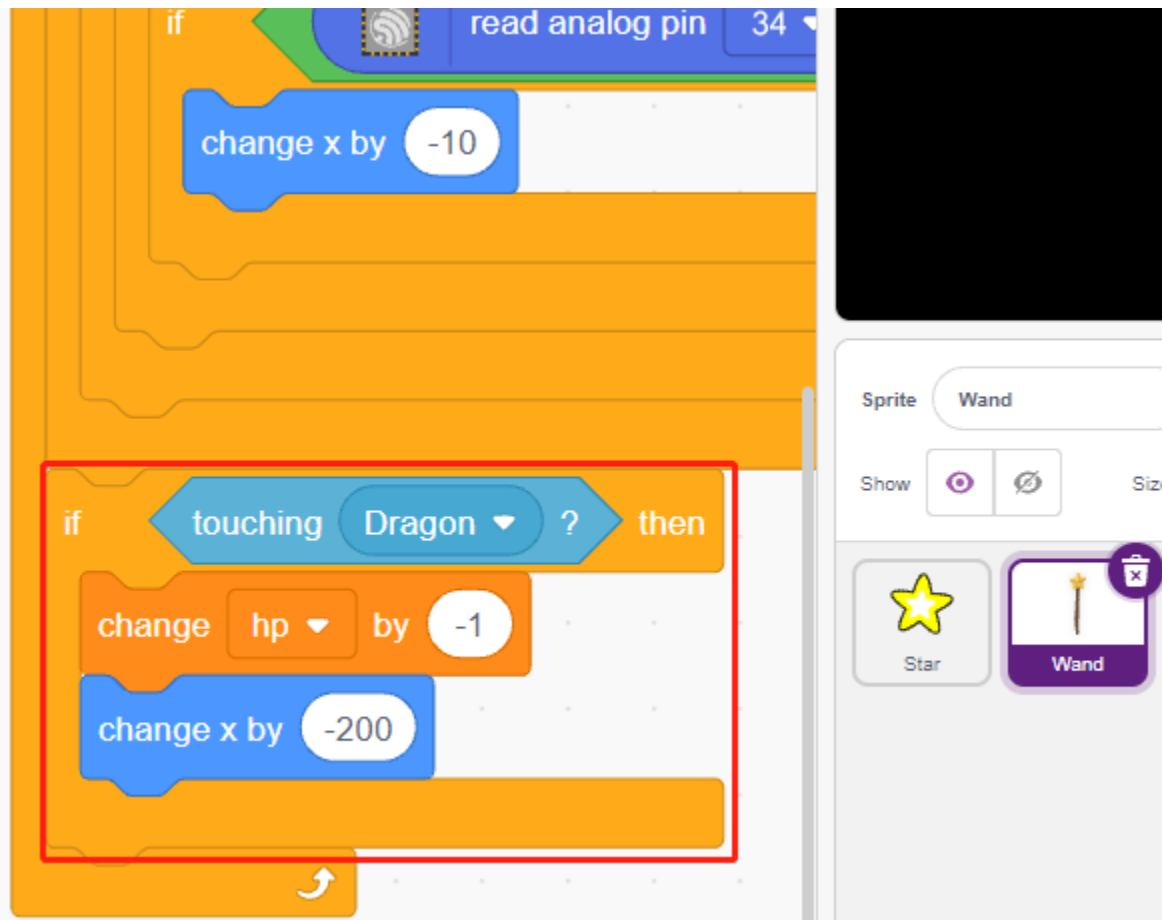 if read analog pin 34
change x by -10
Sprite Wand
Show
if touching Dragon ? then
change hp by -1
change x by -200
Star Wand